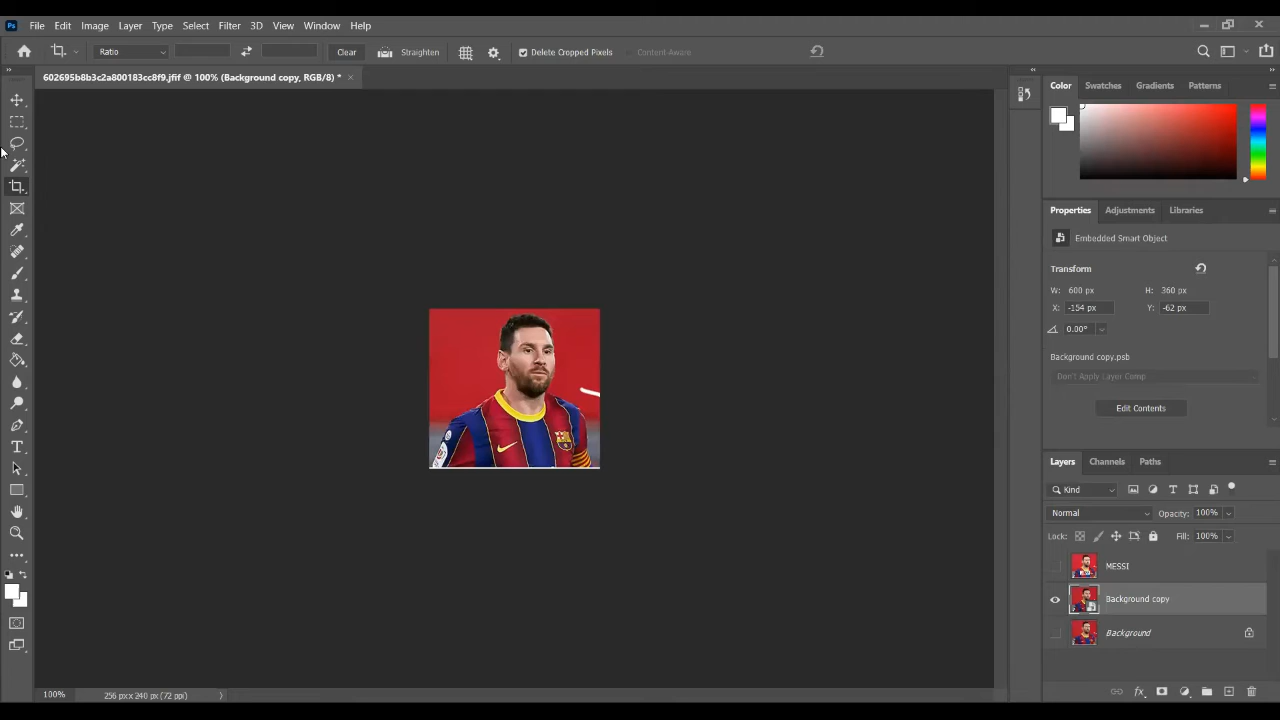 Ps File Edit Image Layer Type Select Filter 3D View Window Help
Ratio Clear Straighten Delete Cropped Pixels Content-Aware
602695b8b3c2a800183cc8f9.jfif @ 100% (Background copy, RGB/8) *
Color Swatches Gradients Patterns
Properties Adjustments Libraries
Embedded Smart Object
Transform
W: 600 px H: 360 px
X: -154 px Y: -62 px
0.00°
Background copy.psb
Don't Apply Layer Comp
Edit Contents
Layers Channels Paths
Kind
Normal Opacity: 100%
Lock: Fill: 100%
MESSI
Background copy
Background
100% 256 px x 240 px (72 ppi)